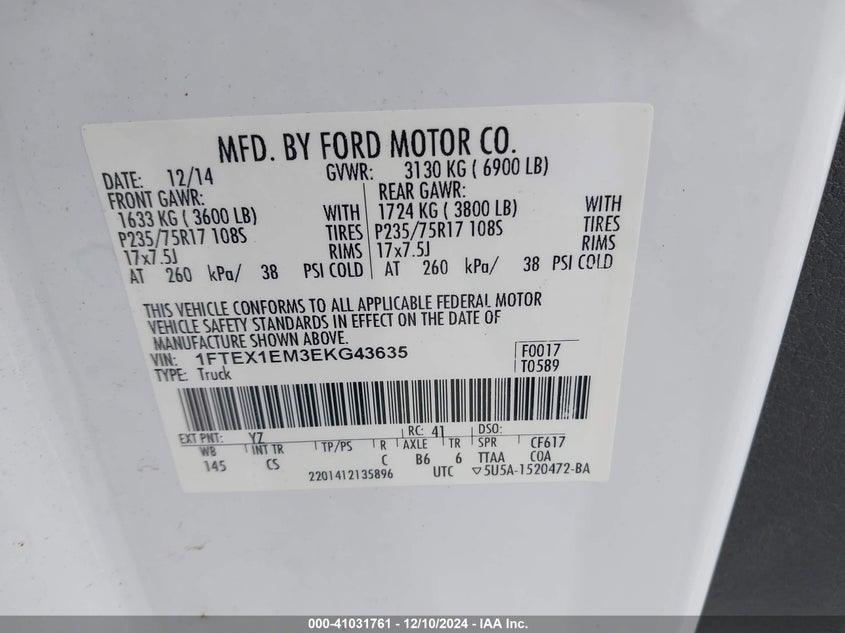 MFD. BY FORD MOTOR CO.
DATE: 12/14 GVWR: 3130 KG ( 6900 LB)
FRONT GAWR: REAR GAWR:
1633 KG ( 3600 LB) WITH 1724 KG ( 3800 LB) WITH
P235/75R17 108S TIRES P235/75R17 108S TIRES
17x7.5J RIMS 17x7.5J RIMS
AT 260 kPa/ 38 PSI COLD AT 260 kPa/ 38 PSI COLD
THIS VEHICLE CONFORMS TO ALL APPLICABLE FEDERAL MOTOR
VEHICLE SAFETY STANDARDS IN EFFECT ON THE DATE OF
MANUFACTURE SHOWN ABOVE.
VIN: 1FTEX1EM3EKG43635 F0017
TYPE: Truck T0589
EXT PNT: YZ RC: 41 DSO:
WB INT TR TP/PS R AXLE TR SPR CF617
145 CS C B6 6 TTAA COA
2201412135896 UTC ▽5U5A-1520472-BA
000-41031761 - 12/10/2024 - IAA Inc.